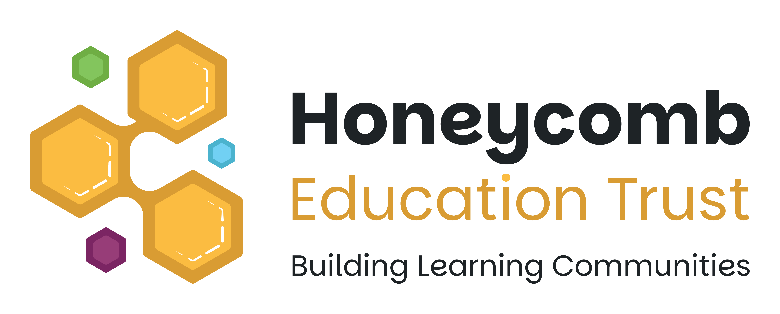 Honeycomb
Education Trust
Building Learning Communities